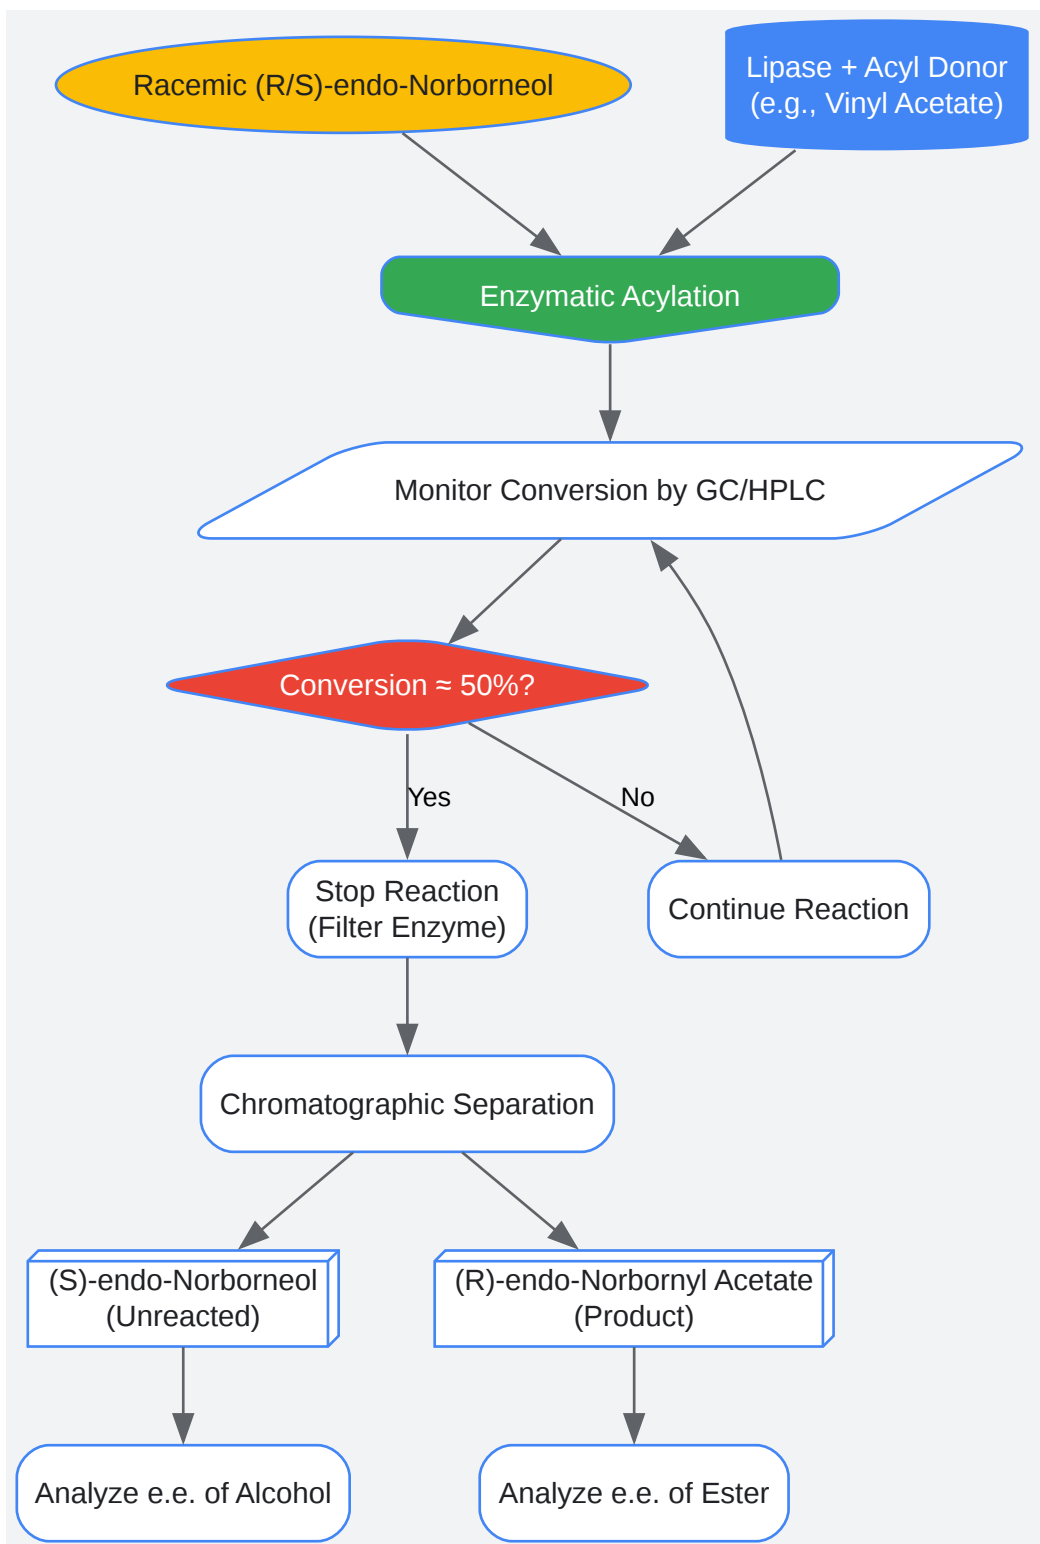 Racemic (R/S)-endo-Norborneol
Lipase + Acyl Donor
(e.g., Vinyl Acetate)
Enzymatic Acylation
Monitor Conversion by GC/HPLC
Conversion ≈ 50%?
Yes
No
Stop Reaction
(Filter Enzyme)
Continue Reaction
Chromatographic Separation
(S)-endo-Norborneol
(Unreacted)
(R)-endo-Norbornyl Acetate
(Product)
Analyze e.e. of Alcohol
Analyze e.e. of Ester